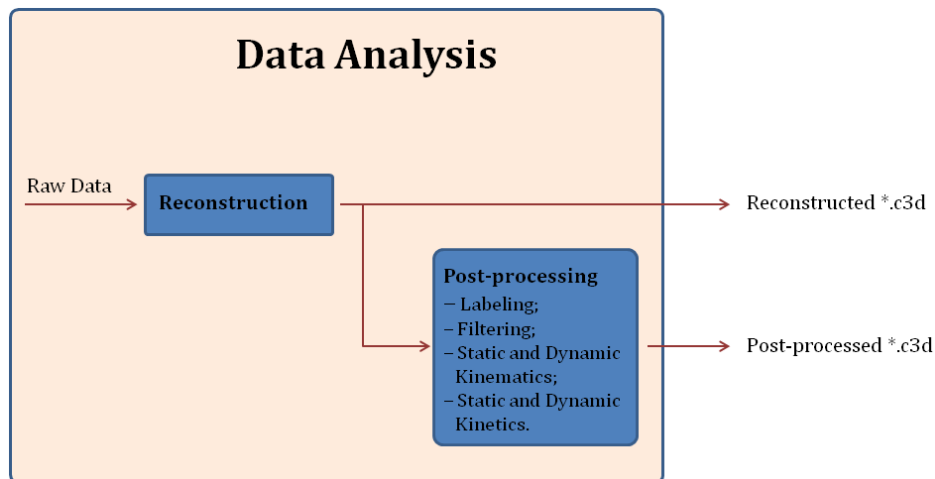 Data Analysis
Raw Data
Reconstruction
Reconstructed *.c3d
Post-processing
– Labeling;
– Filtering;
– Static and Dynamic
Kinematics;
– Static and Dynamic
Kinetics.
Post-processed *.c3d